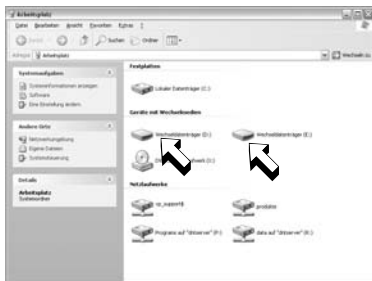 Arbeitsplatz
Datei Bearbeiten Ansicht Favoriten Extras ?
Suchen Ordner
Adresse Arbeitsplatz
Wechseln zu
Systemaufgaben
Systeminformationen anzeigen
Software
Eine Einstellung ändern
Andere Orte
Netzwerkumgebung
Eigene Dateien
Systemsteuerung
Details
Arbeitsplatz
Systemordner
Festplatten
Lokaler Datenträger (C:)
Geräte mit Wechselmedien
Wechseldatenträger (D:)
Wechseldatenträger (E:)
Netzlaufwerke
produkte